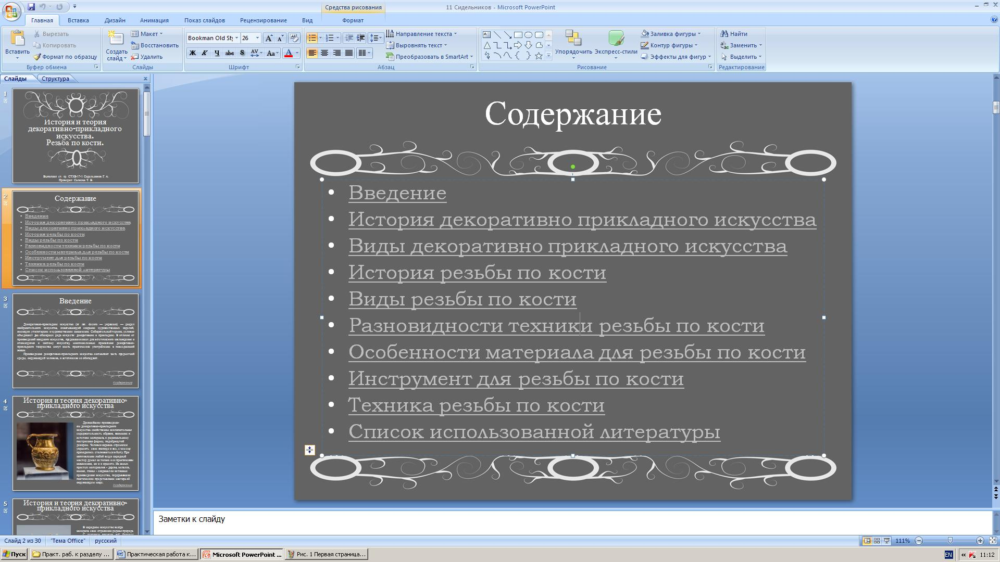 Средства рисования
11 Сидельников - Microsoft PowerPoint
Главная Вставка Дизайн Анимация Показ слайдов Рецензирование Вид Формат
Вставить
Вырезать
Копировать
Формат по образцу
Буфер обмена
Создать слайд
Макет
Восстановить
Удалить
Слайды
Bookman Old St 26
Ж К Ч abc S AV Aa A
Шрифт
Направление текста
Выровнять текст
Преобразовать в SmartArt
Абзац
Упорядочить
Экспресс-стили
Заливка фигуры
Контур фигуры
Эффекты для фигур
Рисование
Найти
Заменить
Выделить
Редактирование
Слайды Структура
1
История и теория
декоративно-прикладного
искусства.
Резьба по кости.
2
Содержание
Введение
История декоративно прикладного искусства
Виды декоративно прикладного искусства
История резьбы по кости
Виды резьбы по кости
Разновидности техники резьбы по кости
Особенности материала для резьбы по кости
Инструмент для резьбы по кости
Техника резьбы по кости
Список использованной литературы
3
Введение
К содержанию
4
История и теория декоративно-
прикладного искусства
К содержанию
5
История и теория декоративно-
прикладного искусства
Содержание
• Введение
• История декоративно прикладного искусства
• Виды декоративно прикладного искусства
• История резьбы по кости
• Виды резьбы по кости
• Разновидности техники резьбы по кости
• Особенности материала для резьбы по кости
• Инструмент для резьбы по кости
• Техника резьбы по кости
• Список использованной литературы
Заметки к слайду
Слайд 2 из 30 "Тема Office" русский 111%
Пуск Практ. раб. к разделу ... Практическая работа к... Microsoft PowerPoint ... Рис. 1 Первая страница... EN « 11:12